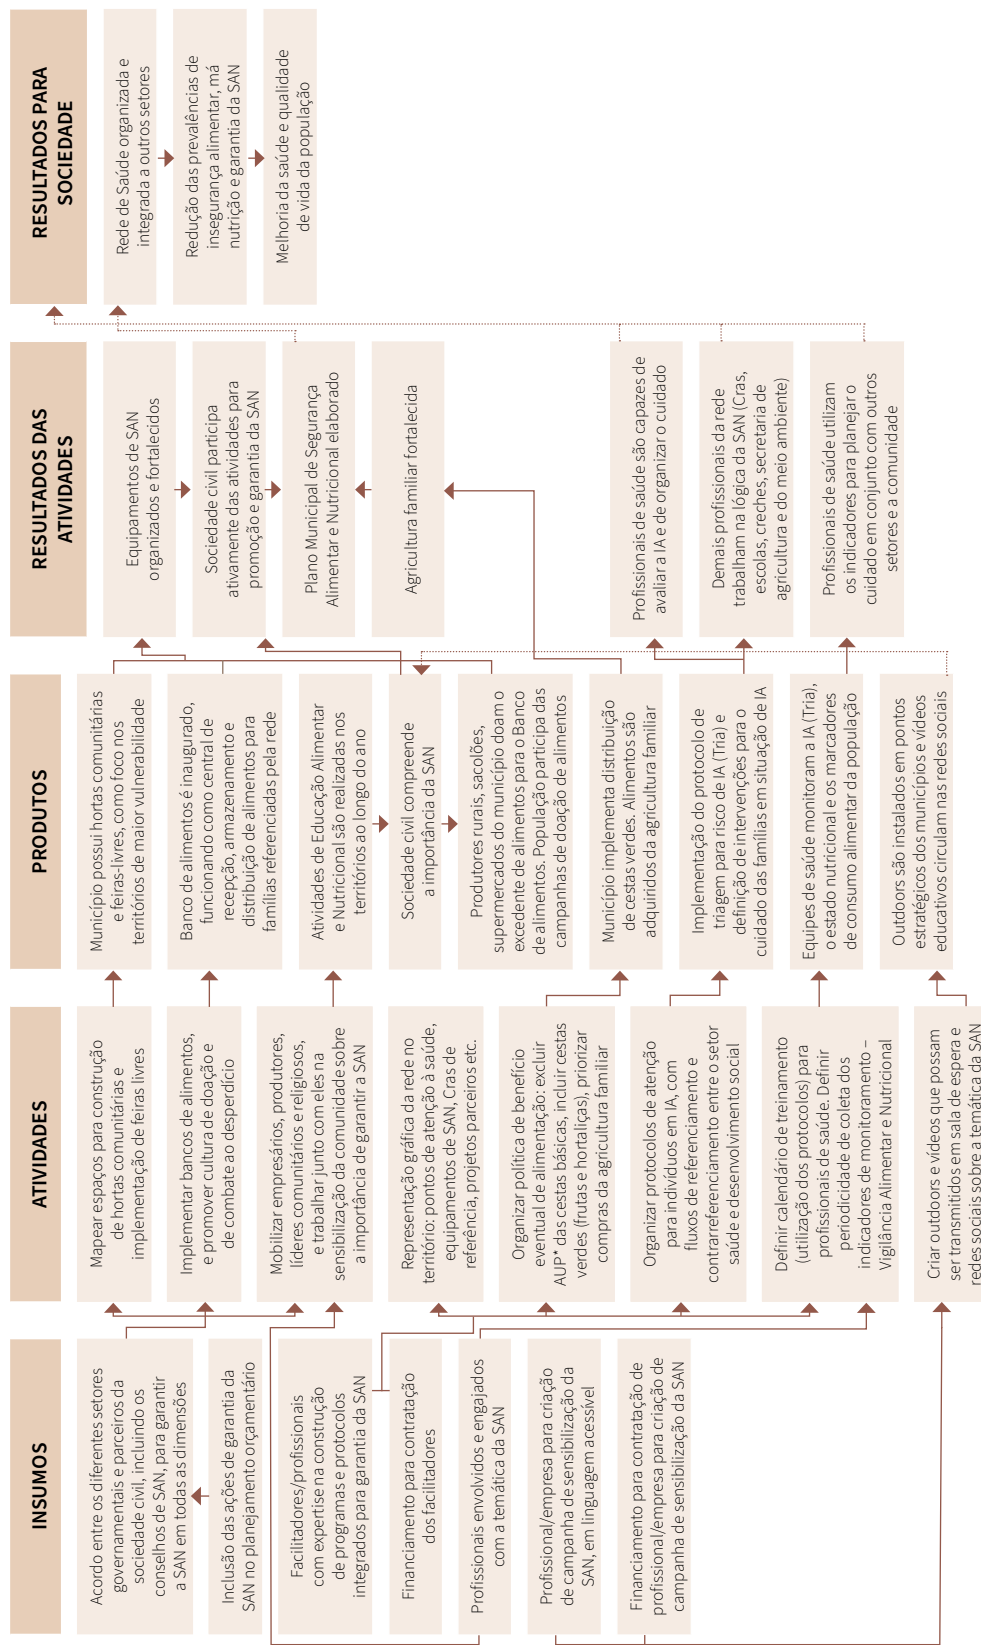 INSUMOS
Acordo entre os diferentes setores
governamentais e parceiros da
sociedade civil, incluindo os
conselhos de SAN, para garantir
a SAN em todas as dimensões
Inclusão das ações de garantia da
SAN no planejamento orçamentário
Facilitadores/profissionais
com expertise na construção
de programas e protocolos
integrados para garantia da SAN
Financiamento para contratação
dos facilitadores
Profissionais envolvidos e engajados
com a temática da SAN
Profissional/empresa para criação
de campanha de sensibilização da
SAN, em linguagem acessível
Financiamento para contratação de
profissional/empresa para criação de
campanha de sensibilização da SAN
ATIVIDADES
Mapear espaços para construção
de hortas comunitárias e
implementação de feiras livres
Implementar bancos de alimentos,
e promover cultura de doação e
de combate ao desperdício
Mobilizar empresários, produtores,
líderes comunitários e religiosos,
e trabalhar junto com eles na
sensibilização da comunidade sobre
a importância de garantir a SAN
Representação gráfica da rede no
território: pontos de atenção à saúde,
equipamentos de SAN, Cras de
referência, projetos parceiros etc.
Organizar política de benefício
eventual de alimentação: excluir
AUP* das cestas básicas, incluir cestas
verdes (frutas e hortaliças), priorizar
compras da agricultura familiar
Organizar protocolos de atenção
para indivíduos em IA, com
fluxos de referenciamento e
contrarreferenciamento entre o setor
saúde e desenvolvimento social
Definir calendário de treinamento
(utilização dos protocolos) para
profissionais de saúde. Definir
periodicidade de coleta dos
indicadores de monitoramento –
Vigilância Alimentar e Nutricional
Criar outdoors e vídeos que possam
ser transmitidos em sala de espera e
redes sociais sobre a temática da SAN
PRODUTOS
Município possui hortas comunitárias
e feiras-livres, como foco nos
territórios de maior vulnerabilidade
Banco de alimentos é inaugurado,
funcionando como central de
recepção, armazenamento e
distribuição de alimentos para
famílias referenciadas pela rede
Atividades de Educação Alimentar
e Nutricional são realizadas nos
territórios ao longo do ano
Sociedade civil compreende
a importância da SAN
Produtores rurais, sacolões,
supermercados do município doam o
excedente de alimentos para o Banco
de alimentos. População participa das
campanhas de doação de alimentos
Município implementa distribuição
de cestas verdes. Alimentos são
adquiridos da agricultura familiar
Implementação do protocolo de
triagem para risco de IA (Tria) e
definição de intervenções para o
cuidado das famílias em situação de IA
Equipes de saúde monitoram a IA (Tria),
o estado nutricional e os marcadores
de consumo alimentar da população
Outdoors são instalados em pontos
estratégicos dos municípios e vídeos
educativos circulam nas redes sociais
RESULTADOS DAS
ATIVIDADES
Equipamentos de SAN
organizados e fortalecidos
Sociedade civil participa
ativamente das atividades para
promoção e garantia da SAN
Plano Municipal de Segurança
Alimentar e Nutricional elaborado
Agricultura familiar fortalecida
Profissionais de saúde são capazes de
avaliar a IA e de organizar o cuidado
Demais profissionais da rede
trabalham na lógica da SAN (Cras,
escolas, creches, secretaria de
agricultura e do meio ambiente)
Profissionais de saúde utilizam
os indicadores para planejar o
cuidado em conjunto com outros
setores e a comunidade
RESULTADOS PARA
SOCIEDADE
Rede de Saúde organizada e
integrada a outros setores
Redução das prevalências de
insegurança alimentar, má
nutrição e garantia da SAN
Melhoria da saúde e qualidade
de vida da população